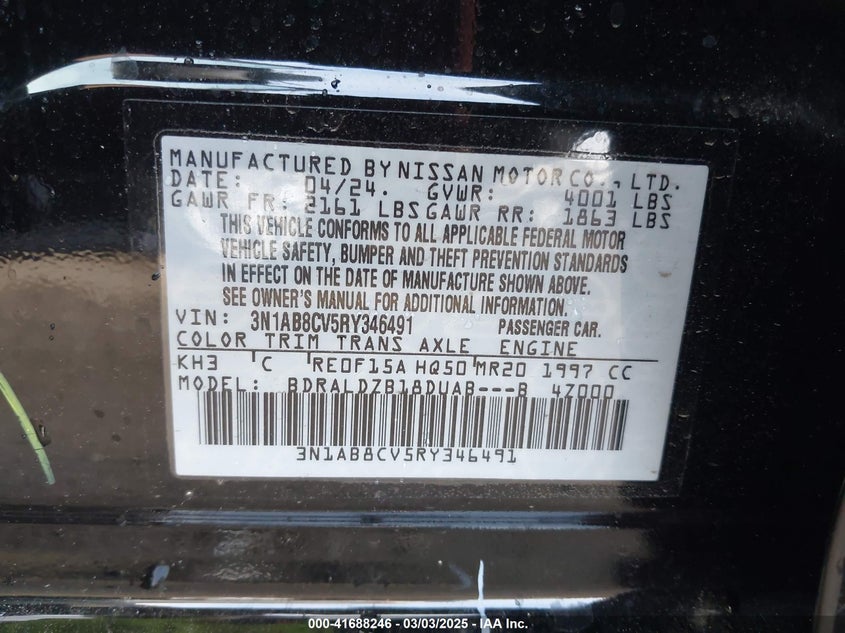 MANUFACTURED BY NISSAN MOTOR CO., LTD.
DATE: 04/24. GVWR: 4001 LBS
GAWR FR: 2161 LBS GAWR RR: 1863 LBS
THIS VEHICLE CONFORMS TO ALL APPLICABLE FEDERAL MOTOR
VEHICLE SAFETY, BUMPER AND THEFT PREVENTION STANDARDS
IN EFFECT ON THE DATE OF MANUFACTURE SHOWN ABOVE.
SEE OWNER'S MANUAL FOR ADDITIONAL INFORMATION.
VIN: 3N1AB8CV5RY346491 PASSENGER CAR.
COLOR TRIM TRANS AXLE ENGINE
KH3 C RE0F15A HQ50 MR20 1997 CC
MODEL: BDRALDZB18DUAB---B 4Z000
3N1AB8CV5RY346491
000-41688246 - 03/03/2025 - IAA Inc.